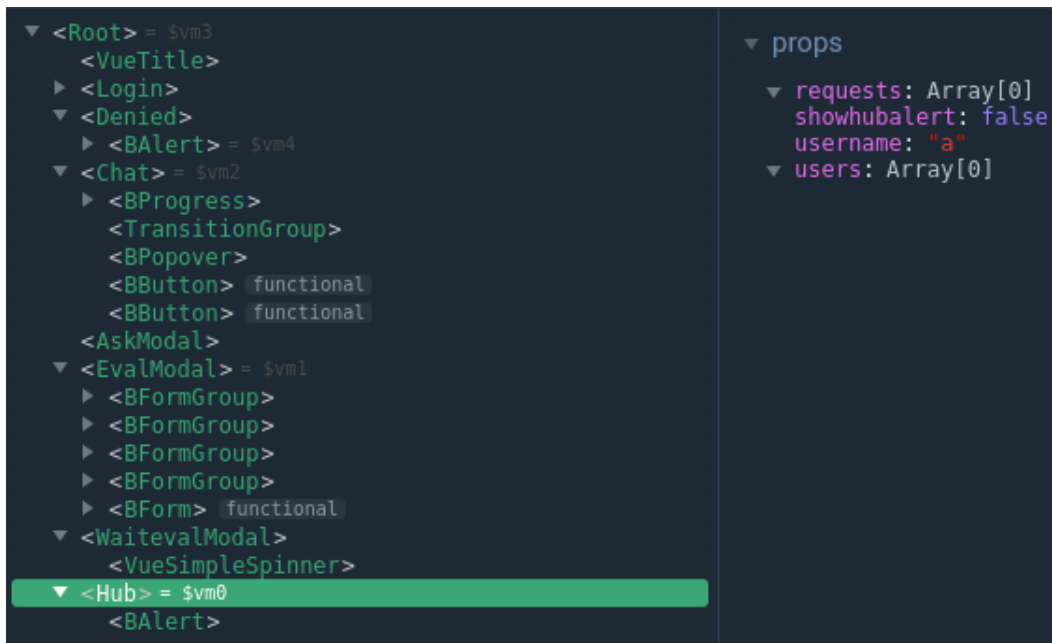 <Root> = $vm3
<VueTitle>
<Login>
<Denied>
<BAlert> = $vm4
<Chat> = $vm2
<BProgress>
<TransitionGroup>
<BPopover>
<BButton> functional
<BButton> functional
<AskModal>
<EvalModal> = $vm1
<BFormGroup>
<BFormGroup>
<BFormGroup>
<BFormGroup>
<BForm> functional
<WaitevalModal>
<VueSimpleSpinner>
<Hub> = $vm0
<BAlert>
props
requests: Array[0]
showhubalert: false
username: "a"
users: Array[0]